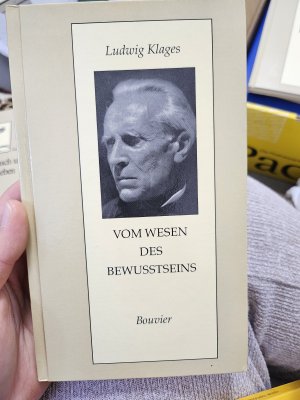 Ludwig Klages
VOM WESEN
DES
BEWUSSTSEINS
Bouvier